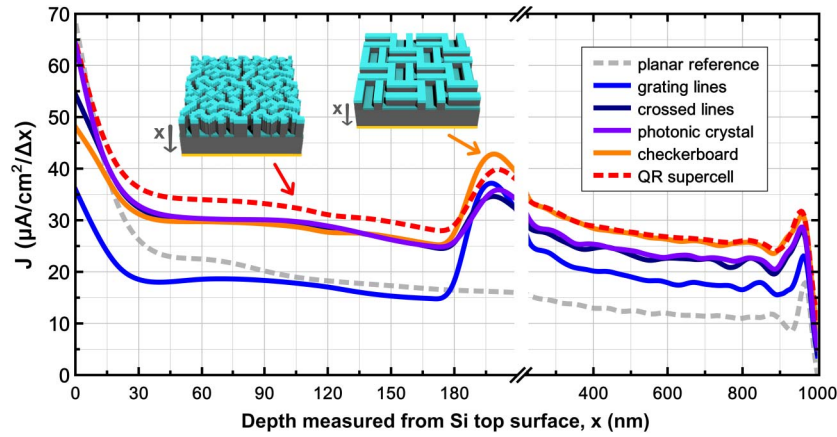 70
60
50
40
30
20
10
0
J (μA/cm²/Δx)
x
x
planar reference
grating lines
crossed lines
photonic crystal
checkerboard
QR supercell
0 30 60 90 120 150 180 400 600 800 1000
Depth measured from Si top surface, x (nm)